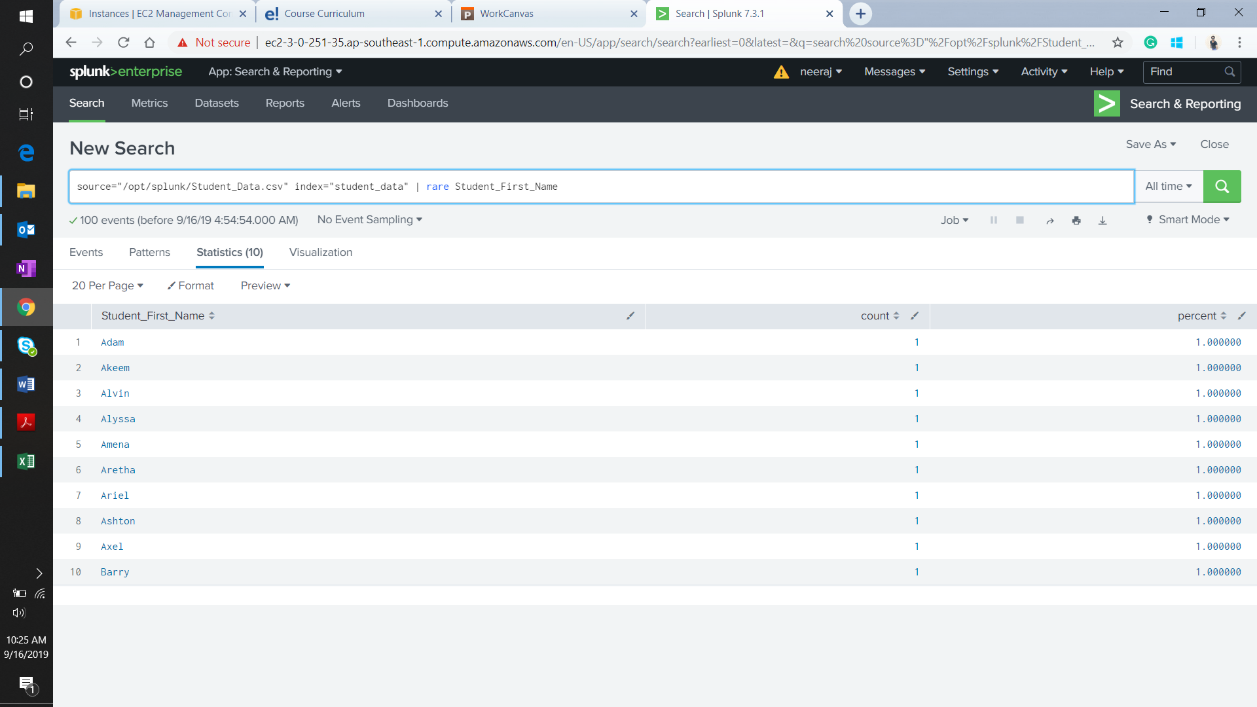 Instances | EC2 Management Con
Course Curriculum
WorkCanvas
Search | Splunk 7.3.1
Not secure | ec2-3-0-251-35.ap-southeast-1.compute.amazonaws.com/en-US/app/search/search?earliest=0&latest=&q=search%20source%3D"%2Fopt%2Fsplunk%2FStudent_...
splunk>enterprise App: Search & Reporting neeraj Messages Settings Activity Help Find
Search Metrics Datasets Reports Alerts Dashboards Search & Reporting
New Search Save As Close
source="/opt/splunk/Student_Data.csv" index="student_data" | rare Student_First_Name All time
100 events (before 9/16/19 4:54:54.000 AM) No Event Sampling Job Smart Mode
Events Patterns Statistics (10) Visualization
20 Per Page Format Preview
Student_First_Name count percent
1 Adam 1 1.000000
2 Akeem 1 1.000000
3 Alvin 1 1.000000
4 Alyssa 1 1.000000
5 Amena 1 1.000000
6 Aretha 1 1.000000
7 Ariel 1 1.000000
8 Ashton 1 1.000000
9 Axel 1 1.000000
10 Barry 1 1.000000
10:25 AM
9/16/2019
1